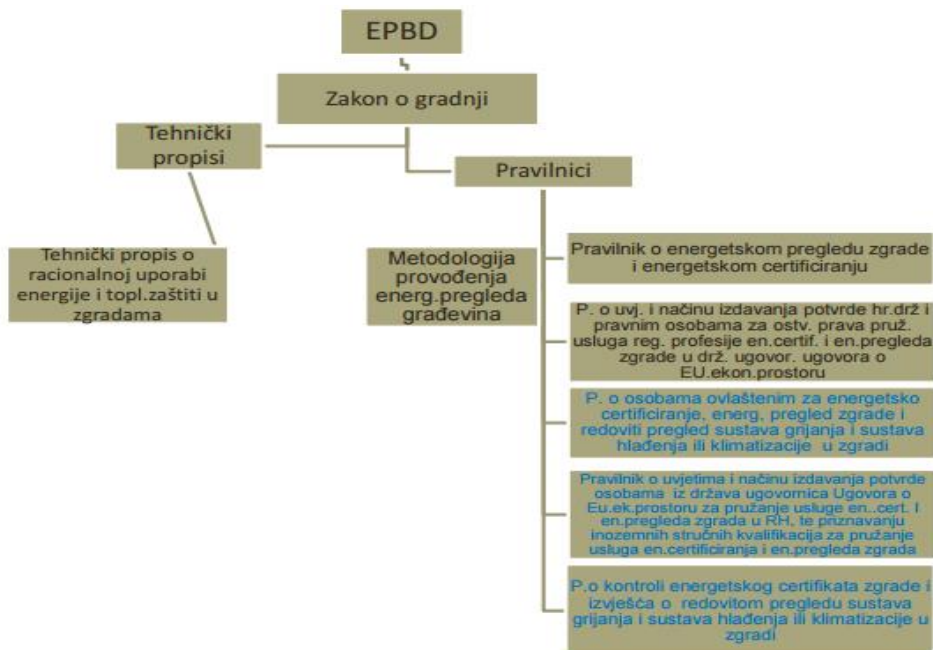 EPBD
Zakon o gradnji
Tehnički
propisi
Pravilnici
Tehnički propis o
racionalnoj uporabi
energije i topl.zaštiti u
zgradama
Metodologija
provođenja
energ.pregleda
građevina
Pravilnik o energetskom pregledu zgrade
i energetskom certificiranju
P. o uvj. i načinu izdavanja potvrde hr.drž i
pravnim osobama za ostv. prava pruž.
usluga reg. profesije en.certif. i en.pregleda
zgrade u drž. ugovor. ugovora o
EU.ekon.prostoru
P. o osobama ovlaštenim za energetsko
certificiranje, energ, pregled zgrade i
redoviti pregled sustava grijanja i sustava
hlađenja ili klimatizacije u zgradi
Pravilnik o uvjetima i načinu izdavanja potvrde
osobama iz država ugovornica Ugovora o
Eu.ek.prostoru za pružanje usluge en..cert. I
en.pregleda zgrada u RH, te priznavanju
inozemnih stručnih kvalifikacija za pružanje
usluga en.certificiranja i en.pregleda zgrada
P.o kontroli energetskog certifikata zgrade i
izvješća o redovitom pregledu sustava
grijanja i sustava hlađenja ili klimatizacije u
zgradi